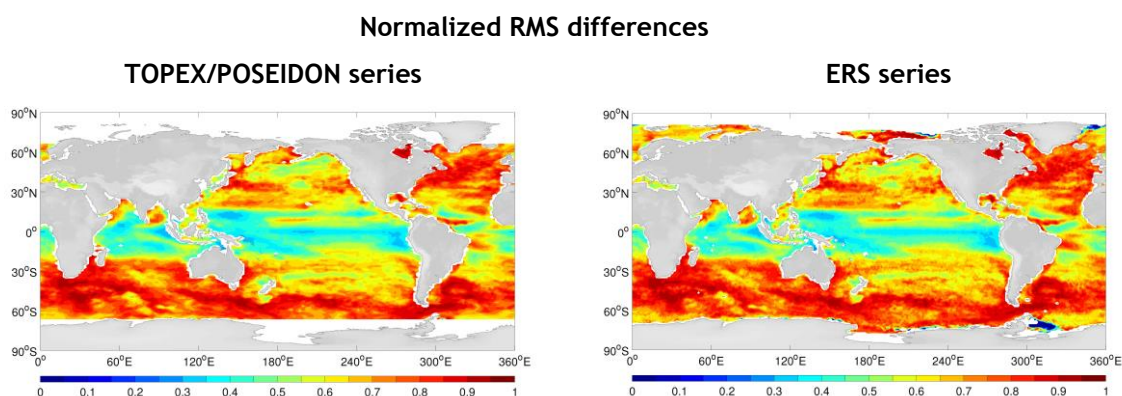 Normalized RMS differences
TOPEX/POSEIDON series
ERS series
90°N
60°N
30°N
0°
30°S
60°S
90°S
0°
60°E
120°E
180°E
240°E
300°E
360°E
0 0.1 0.2 0.3 0.4 0.5 0.6 0.7 0.8 0.9 1
90°N
60°N
30°N
0°
30°S
60°S
90°S
0°
60°E
120°E
180°E
240°E
300°E
360°E
0 0.1 0.2 0.3 0.4 0.5 0.6 0.7 0.8 0.9 1